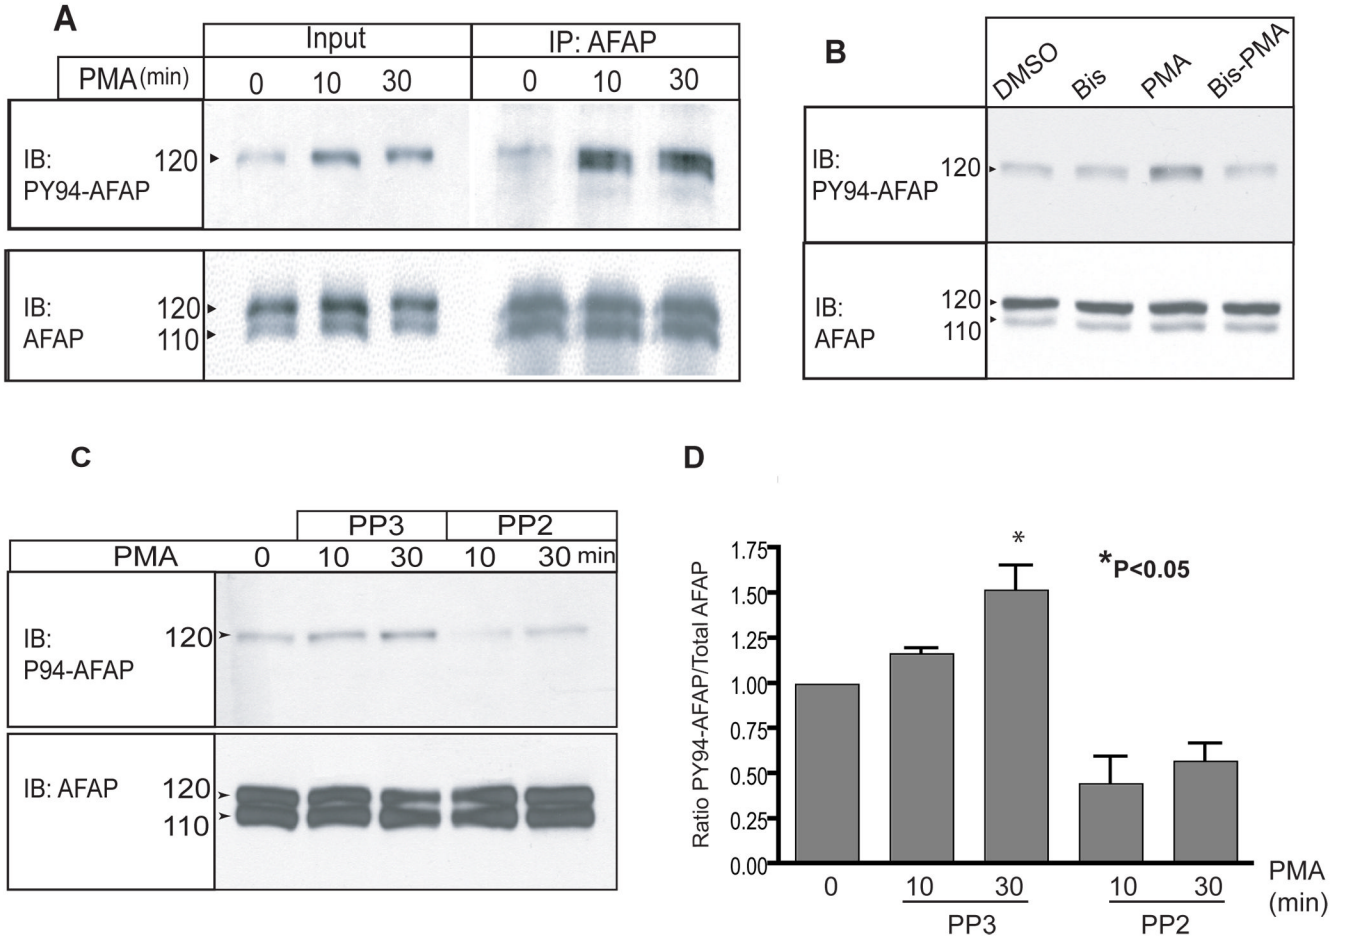 A
Input
IP: AFAP
PMA (min)
0 10 30 0 10 30
IB:
PY94-AFAP
120
IB:
AFAP
120
110
B
DMSO Bis PMA Bis-PMA
IB:
PY94-AFAP
120
IB:
AFAP
120
110
C
PP3 PP2
PMA 0 10 30 10 30 min
IB:
P94-AFAP
120
IB: AFAP
120
110
D
Ratio PY94-AFAP/Total AFAP
1.75
1.50
1.25
1.00
0.75
0.50
0.25
0.00
*
*P<0.05
0 10 30 10 30
PMA
(min)
PP3 PP2